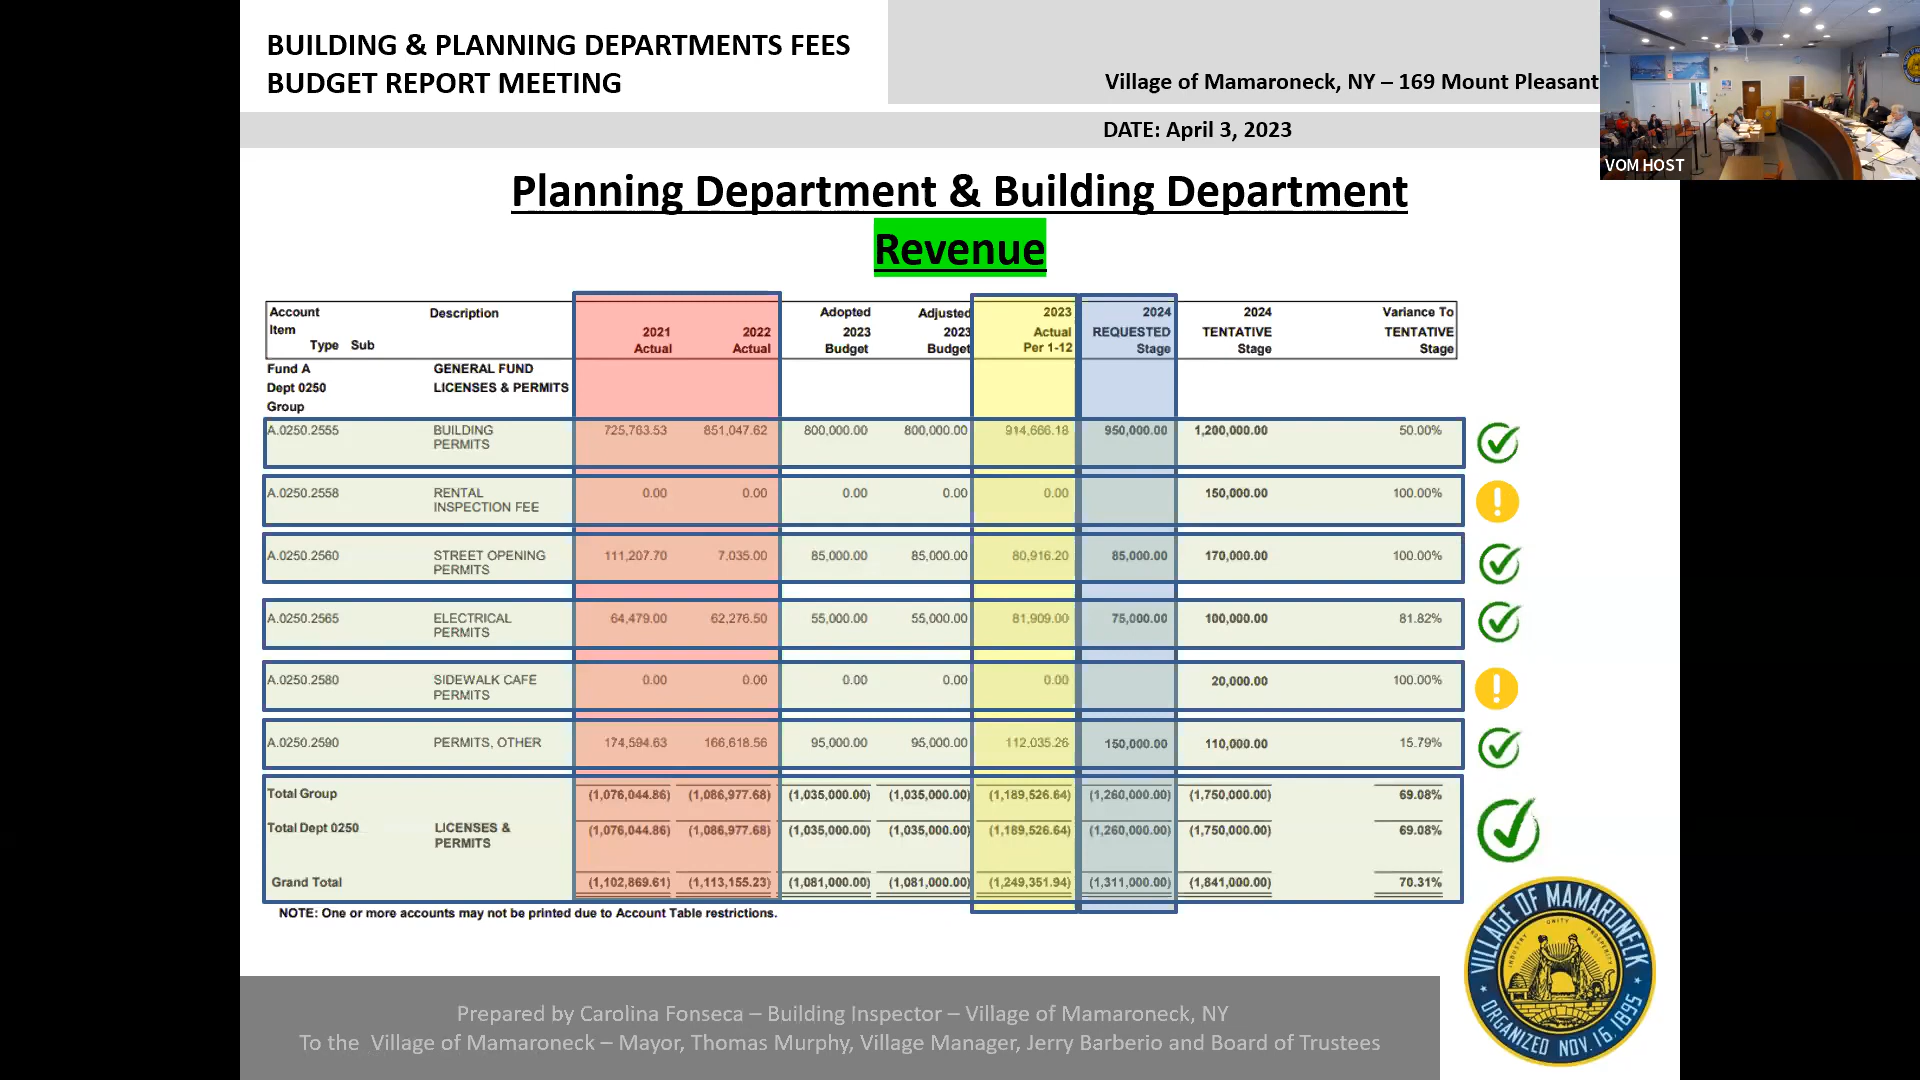 BUILDING & PLANNING DEPARTMENTS FEES
BUDGET REPORT MEETING
Village of Mamaroneck, NY – 169 Mount Pleasant
DATE: April 3, 2023
VOM HOST
Planning Department & Building Department
Revenue
Account Description Adopted Adjusted 2023 2024 2024 Variance To
Item 2021 2022 2023 2023 Actual REQUESTED TENTATIVE TENTATIVE
Type Sub Actual Actual Budget Budget Per 1-12 Stage Stage Stage
Fund A GENERAL FUND
Dept 0250 LICENSES & PERMITS
Group
A.0250.2555 BUILDING 725,763.53 851,047.62 800,000.00 800,000.00 914,666.18 950,000.00 1,200,000.00 50.00%
PERMITS
A.0250.2558 RENTAL 0.00 0.00 0.00 0.00 0.00 150,000.00 100.00%
INSPECTION FEE
A.0250.2560 STREET OPENING 111,207.70 7,035.00 85,000.00 85,000.00 80,916.20 85,000.00 170,000.00 100.00%
PERMITS
A.0250.2565 ELECTRICAL 64,479.00 62,276.50 55,000.00 55,000.00 81,909.00 75,000.00 100,000.00 81.82%
PERMITS
A.0250.2580 SIDEWALK CAFE 0.00 0.00 0.00 0.00 0.00 20,000.00 100.00%
PERMITS
A.0250.2590 PERMITS, OTHER 174,594.63 166,618.56 95,000.00 95,000.00 112,035.26 150,000.00 110,000.00 15.79%
Total Group (1,076,044.86) (1,086,977.68) (1,035,000.00) (1,035,000.00) (1,189,526.64) (1,260,000.00) (1,750,000.00) 69.08%
Total Dept 0250 LICENSES & (1,076,044.86) (1,086,977.68) (1,035,000.00) (1,035,000.00) (1,189,526.64) (1,260,000.00) (1,750,000.00) 69.08%
PERMITS
Grand Total (1,102,869.61) (1,113,155.23) (1,081,000.00) (1,081,000.00) (1,249,351.94) (1,311,000.00) (1,841,000.00) 70.31%
NOTE: One or more accounts may not be printed due to Account Table restrictions.
VILLAGE OF MAMARONECK
INDUSTRY UNITY PROSPERITY
ORGANIZED NOV. 16, 1895
Prepared by Carolina Fonseca – Building Inspector – Village of Mamaroneck, NY
To the Village of Mamaroneck – Mayor, Thomas Murphy, Village Manager, Jerry Barberio and Board of Trustees